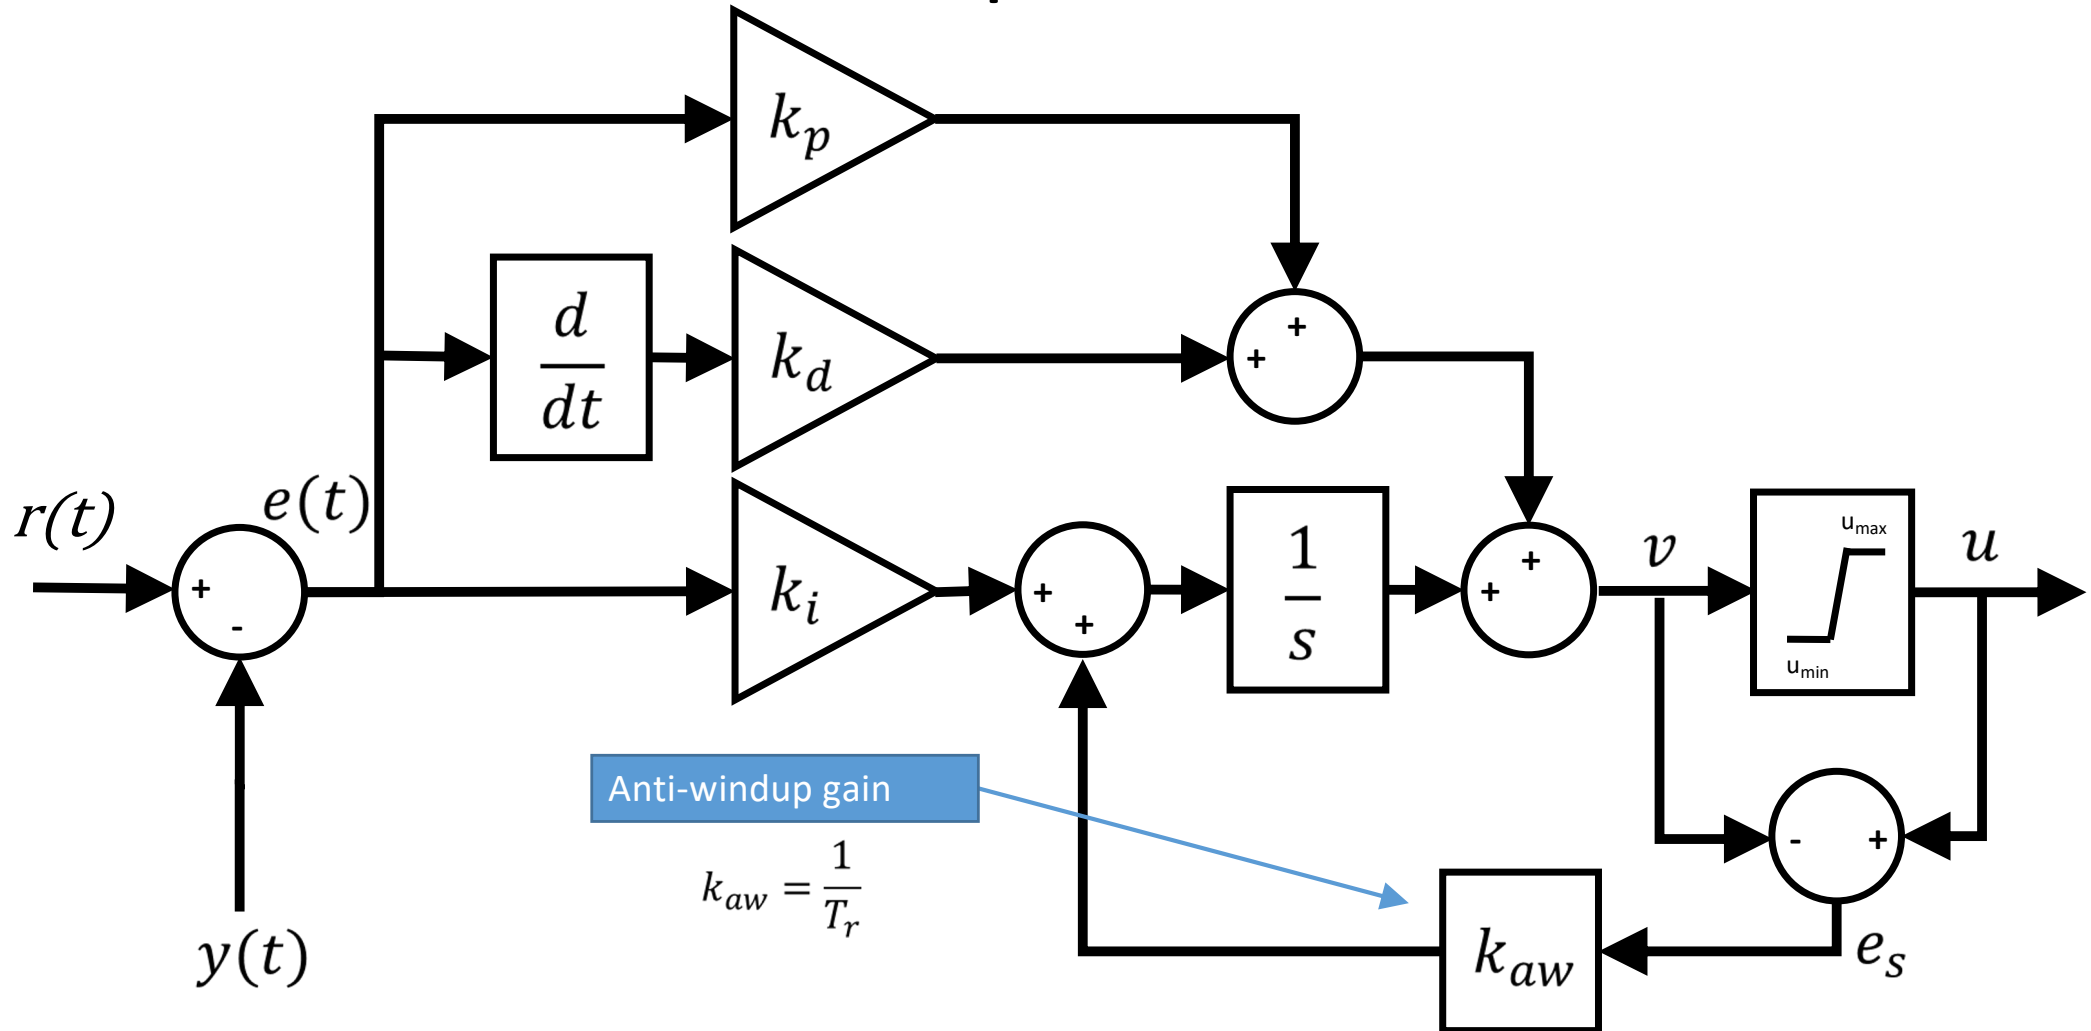 k_p
d/dt
k_d
r(t)
e(t)
+
-
k_i
+
+
1/s
+
+
+
+
v
u_max
u_min
u
Anti-windup gain
k_aw = 1/T_r
-
+
y(t)
k_aw
e_s